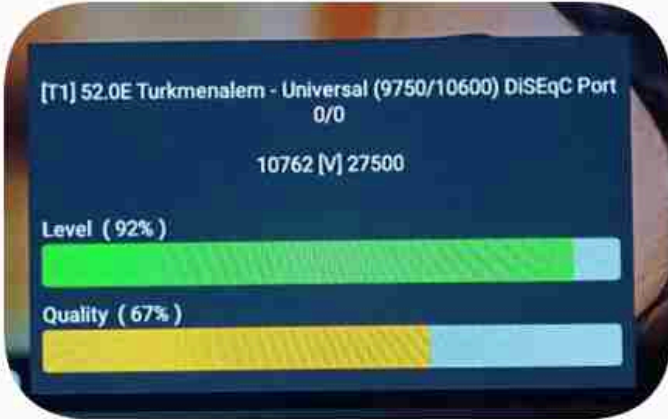 [T1] 52.0E Turkmenalem - Universal (9750/10600) DiSEqC Port
0/0
10762 [V] 27500
Level ( 92% )
Quality ( 67% )